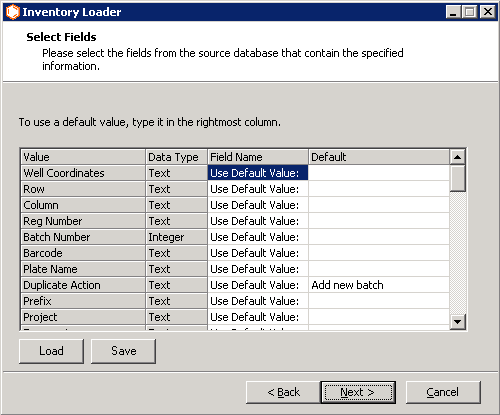 Inventory Loader
Select Fields
Please select the fields from the source database that contain the specified
information.
To use a default value, type it in the rightmost column.
Value Data Type Field Name Default
Well Coordinates Text Use Default Value:
Row Text Use Default Value:
Column Text Use Default Value:
Reg Number Text Use Default Value:
Batch Number Integer Use Default Value:
Barcode Text Use Default Value:
Plate Name Text Use Default Value:
Duplicate Action Text Use Default Value: Add new batch
Prefix Text Use Default Value:
Project Text Use Default Value:
Load Save
< Back Next > Cancel